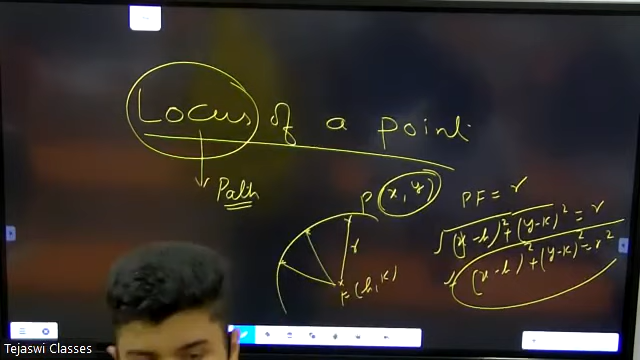 Locus of a point
Path
P (x, y)
r
F(h, k)
PF = r
√(x-h)²+(y-k)² = r
(x-h)²+(y-k)² = r²
Tejaswi Classes